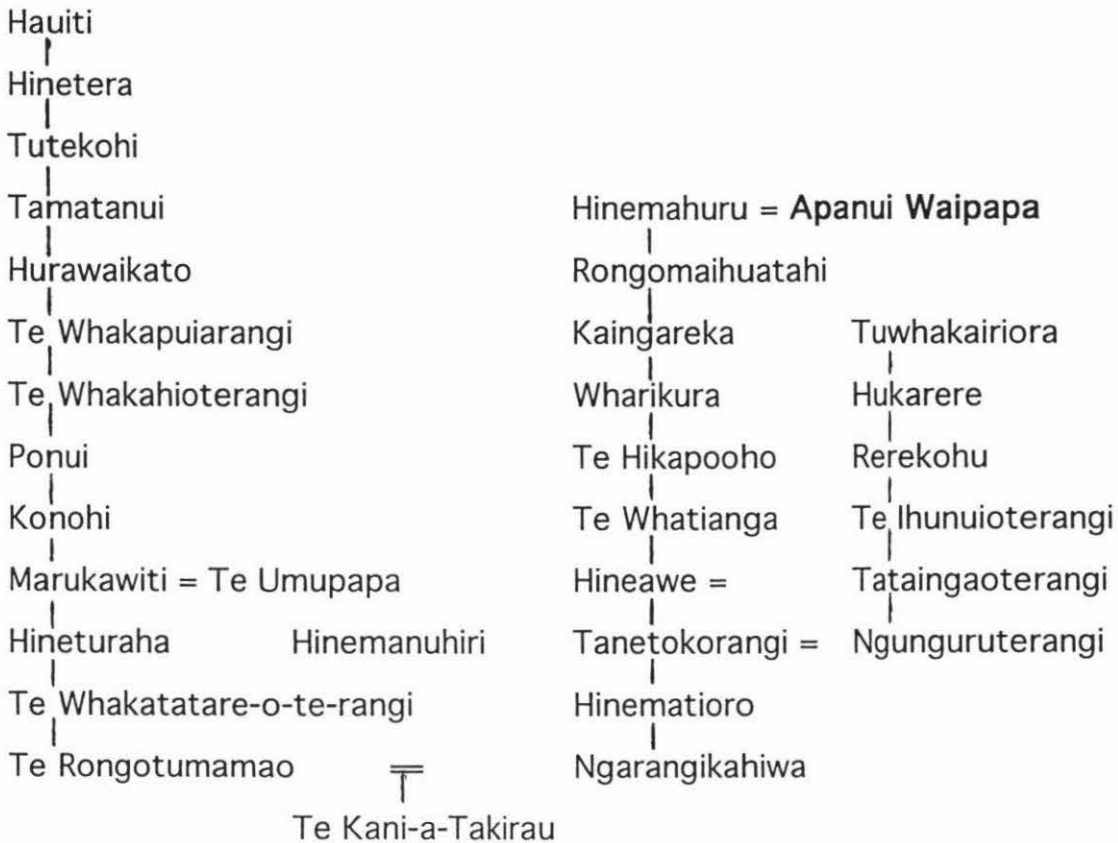 Hauiti
Hinetera
Tutekohi
Tamatanui Hinemahuru = Apanui Waipapa
Hurawaikato Rongomaihuatahi
Te Whakapuiarangi Kaingareka Tuwhakairiora
Te Whakahioterangi Wharikura Hukarere
Ponui Te Hikapooho Rerekohu
Konohi Te Whatianga Te Ihunuioterangi
Marukawiti = Te Umupapa Hineawe = Tataingaoterangi
Hineturaha Hinemanuhiri Tanetokorangi = Ngunguruterangi
Te Whakatatare-o-te-rangi Hinematioro
Te Rongotumamao = Ngarangikahiwa
Te Kani-a-Takirau